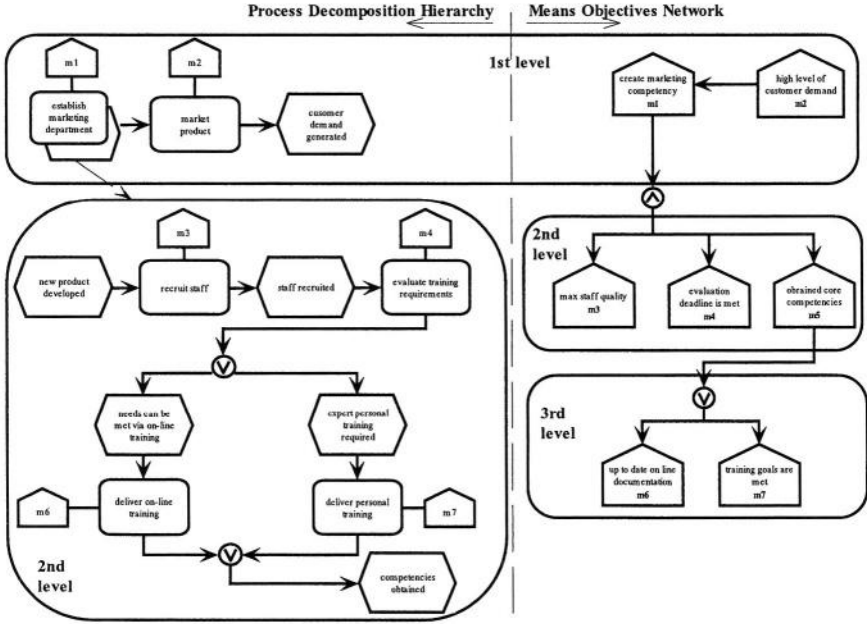 Process Decomposition Hierarchy
Means Objectives Network
1st level
m1
m2
establish
marketing
department
market
product
cusomer
demand
generated
create marketing
competency
m1
high level of
customer demand
m2
m3
m4
new product
developed
recruit staff
staff recruited
evaluate training
requirements
V
needs can be
met via on-line
training
expert personal
training
required
m6
deliver on-line
training
deliver personal
training
m7
V
competencies
obtained
2nd
level
Λ
2nd
level
max staff quality
m3
evaluation
deadline is met
m4
obrained core
competencies
m5
V
3rd
level
up to date on line
documentation
m6
training goals are
met
m7